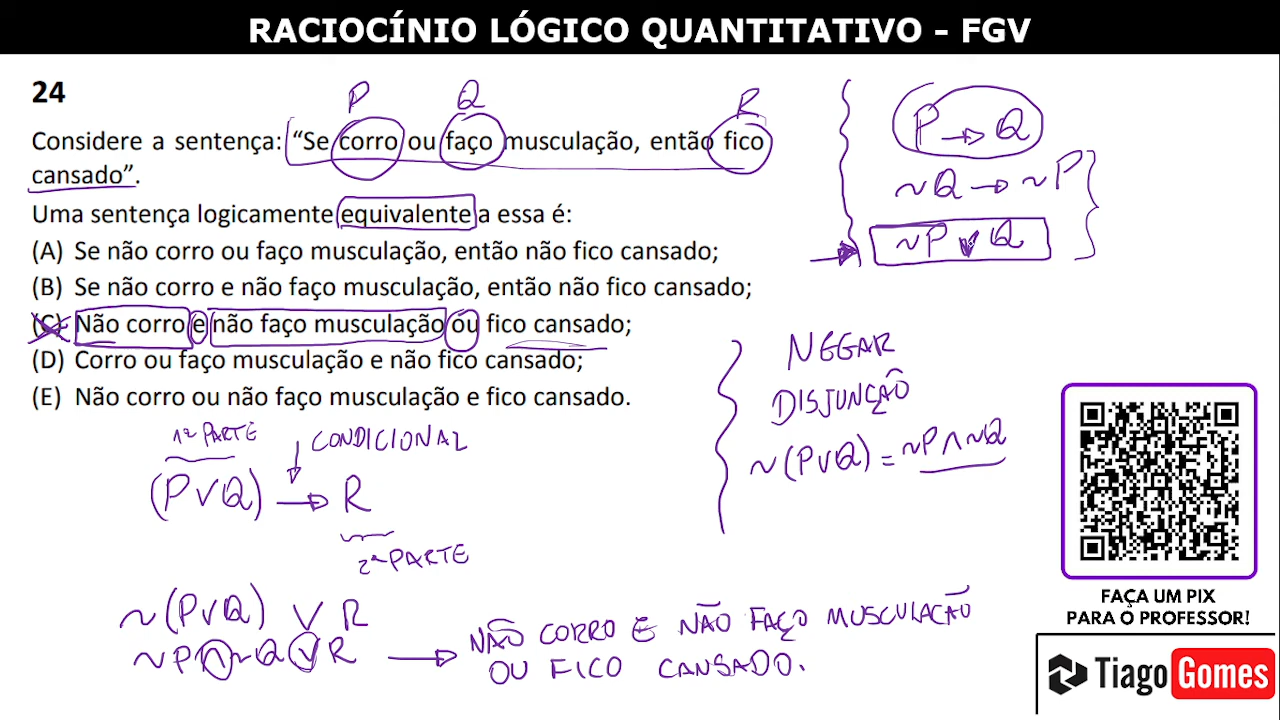 RACIOCÍNIO LÓGICO QUANTITATIVO - FGV
24
P Q R
Considere a sentença: “Se corro ou faço musculação, então fico
cansado”.
Uma sentença logicamente equivalente a essa é:
(A) Se não corro ou faço musculação, então não fico cansado;
(B) Se não corro e não faço musculação, então não fico cansado;
(C) Não corro e não faço musculação ou fico cansado;
(D) Corro ou faço musculação e não fico cansado;
(E) Não corro ou não faço musculação e fico cansado.
P → Q
~Q → ~P
~P ∨ Q
NEGAR
DISJUNÇÃO
~(P∨Q) = ~P ∧ ~Q
1ª PARTE
CONDICIONAL
(P∨Q) → R
2ª PARTE
~(P∨Q) ∨ R
~P ∧ ~Q ∨ R → NÃO CORRO E NÃO FAÇO MUSCULAÇÃO
OU FICO CANSADO.
FAÇA UM PIX
PARA O PROFESSOR!
Tiago Gomes